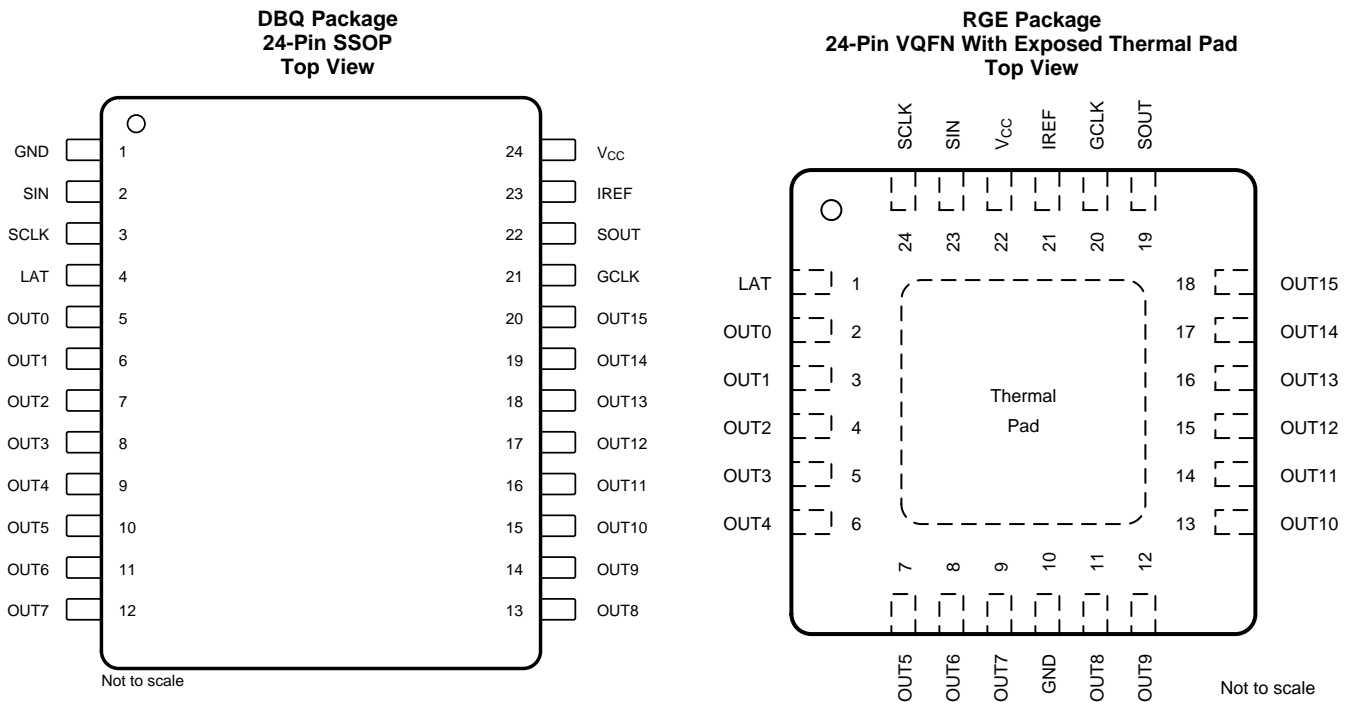 DBQ Package
24-Pin SSOP
Top View
GND 1 24 VCC
SIN 2 23 IREF
SCLK 3 22 SOUT
LAT 4 21 GCLK
OUT0 5 20 OUT15
OUT1 6 19 OUT14
OUT2 7 18 OUT13
OUT3 8 17 OUT12
OUT4 9 16 OUT11
OUT5 10 15 OUT10
OUT6 11 14 OUT9
OUT7 12 13 OUT8
Not to scale
RGE Package
24-Pin VQFN With Exposed Thermal Pad
Top View
SCLK SIN VCC IREF GCLK SOUT
24 23 22 21 20 19
LAT 1 18 OUT15
OUT0 2 17 OUT14
OUT1 3 16 OUT13
Thermal
Pad
OUT2 4 15 OUT12
OUT3 5 14 OUT11
OUT4 6 13 OUT10
7 8 9 10 11 12
OUT5 OUT6 OUT7 GND OUT8 OUT9
Not to scale